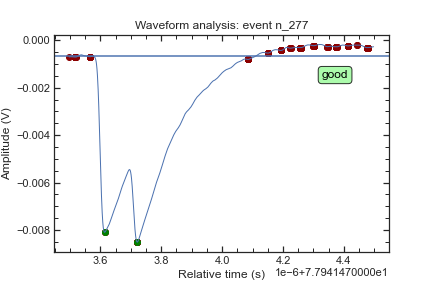 Waveform analysis: event n_277
0.000
−0.002
−0.004
−0.006
−0.008
Amplitude (V)
good
3.6
3.8
4.0
4.2
4.4
Relative time (s)
1e−6+7.7941470000e1